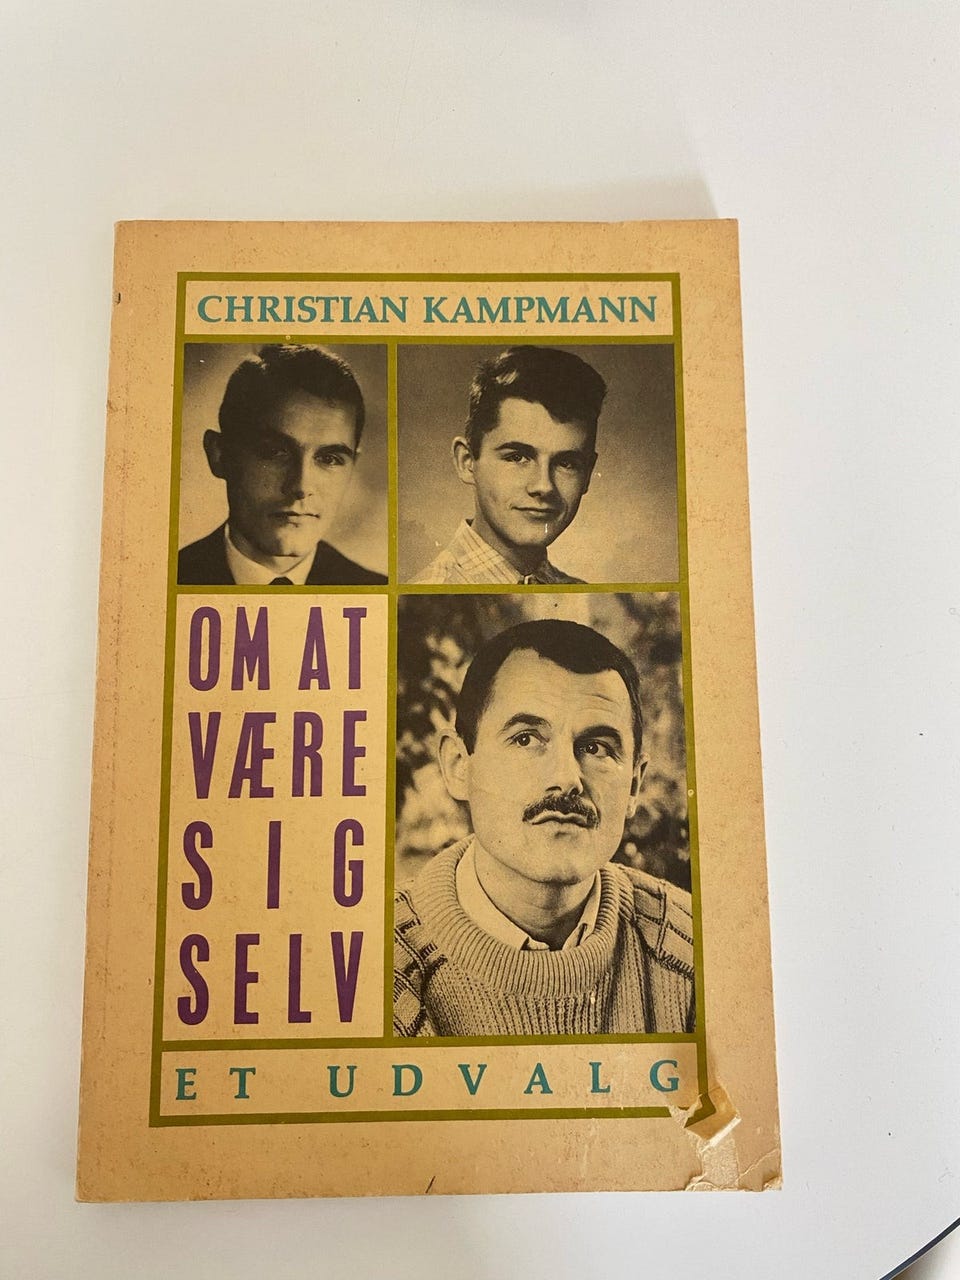 CHRISTIAN KAMPMANN
OM AT
VÆRE
SIG
SELV
ET UDVALG